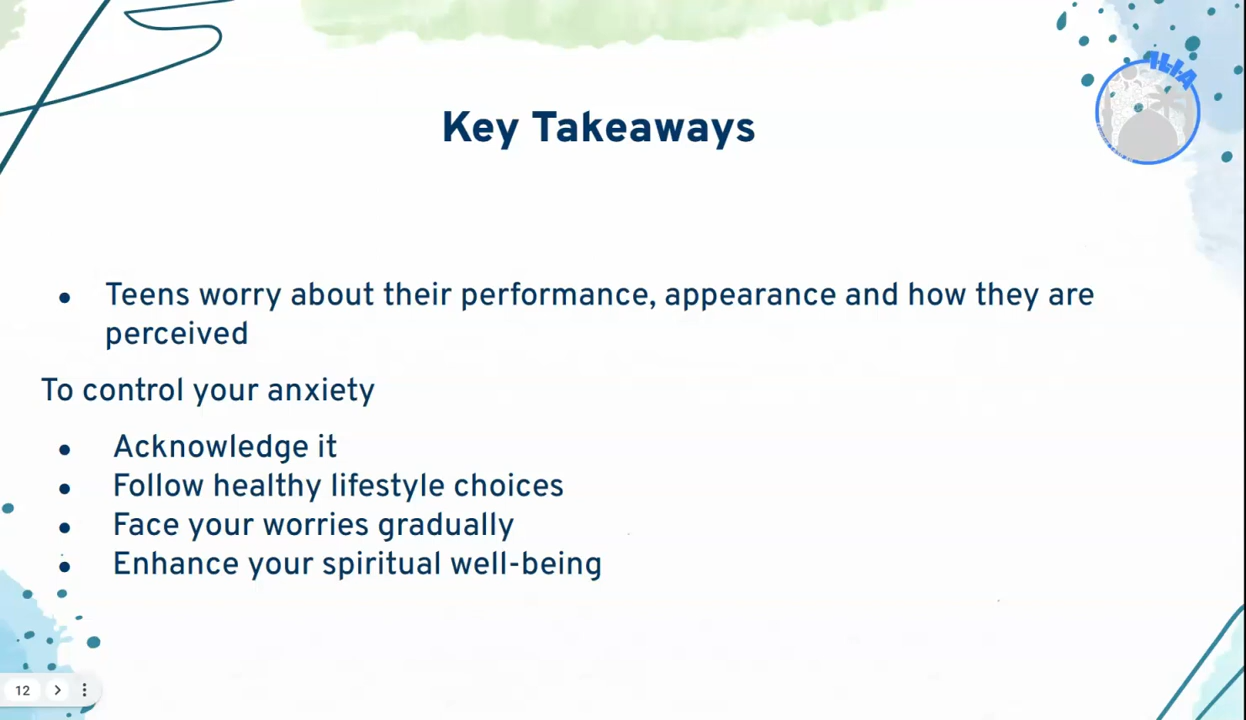 Key Takeaways
• Teens worry about their performance, appearance and how they are
perceived
To control your anxiety
• Acknowledge it
• Follow healthy lifestyle choices
• Face your worries gradually
• Enhance your spiritual well-being
12